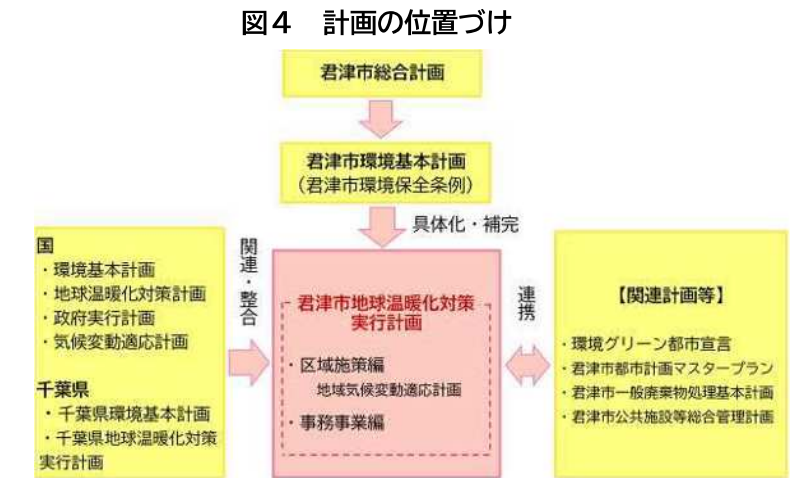 図4 計画の位置づけ
君津市総合計画
君津市環境基本計画
（君津市環境保全条例）
具体化・補完
国
・環境基本計画
・地球温暖化対策計画
・政府実行計画
・気候変動適応計画
千葉県
・千葉県環境基本計画
・千葉県地球温暖化対策
実行計画
関連・整合
君津市地球温暖化対策
実行計画
・区域施策編
地域気候変動適応計画
・事務事業編
連携
【関連計画等】
・環境グリーン都市宣言
・君津市都市計画マスタープラン
・君津市一般廃棄物処理基本計画
・君津市公共施設等総合管理計画